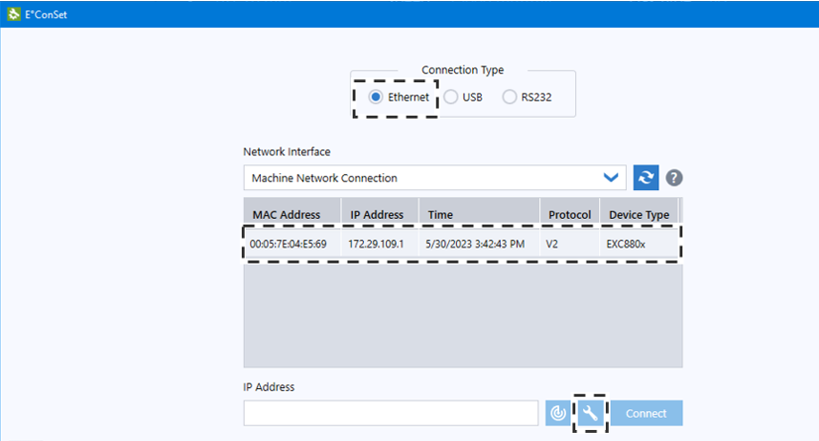 E°ConSet
Connection Type
Ethernet USB RS232
Network Interface
Machine Network Connection
MAC Address IP Address Time Protocol Device Type
00:05:7E:04:E5:69 172.29.109.1 5/30/2023 3:42:43 PM V2 EXC880x
IP Address
Connect